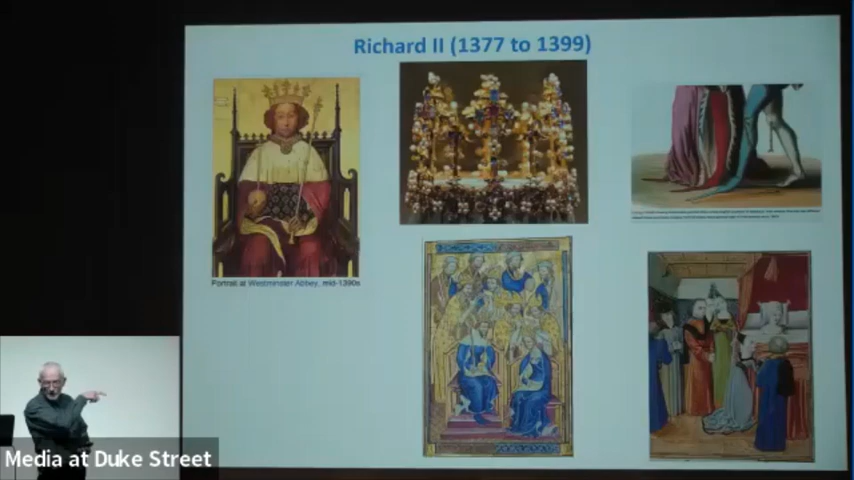 Richard II (1377 to 1399)
Portrait at Westminster Abbey, mid-1390s
Media at Duke Street